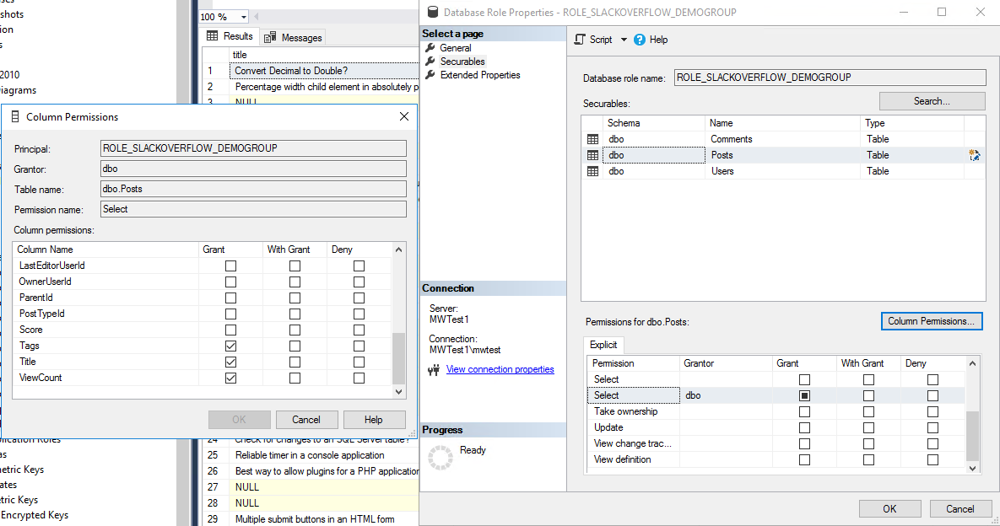 shots
ion
s
2010
iagrams
100 %
Results
Messages
title
1 Convert Decimal to Double?
2 Percentage width child element in absolutely p
3 NULL
Column Permissions
Principal: ROLE_SLACKOVERFLOW_DEMOGROUP
Grantor: dbo
Table name: dbo.Posts
Permission name: Select
Column permissions:
Column Name Grant With Grant Deny
LastEditorUserId
OwnerUserId
ParentId
PostTypeId
Score
Tags
Title
ViewCount
OK Cancel Help
lication Roles
as
netric Keys
ates
etric Keys
Encrypted Keys
24 Check for changes to an SQL Server table?
25 Reliable timer in a console application
26 Best way to allow plugins for a PHP application
27 NULL
28 NULL
29 Multiple submit buttons in an HTML form
Database Role Properties - ROLE_SLACKOVERFLOW_DEMOGROUP
Select a page
General
Securables
Extended Properties
Connection
Server:
MWTest1
Connection:
MWTest1\mwtest
View connection properties
Progress
Ready
Script Help
Database role name: ROLE_SLACKOVERFLOW_DEMOGROUP
Securables: Search...
Schema Name Type
dbo Comments Table
dbo Posts Table
dbo Users Table
Permissions for dbo.Posts: Column Permissions...
Explicit
Permission Grantor Grant With Grant Deny
Select
Select dbo
Take ownership
Update
View change trac...
View definition
OK Cancel